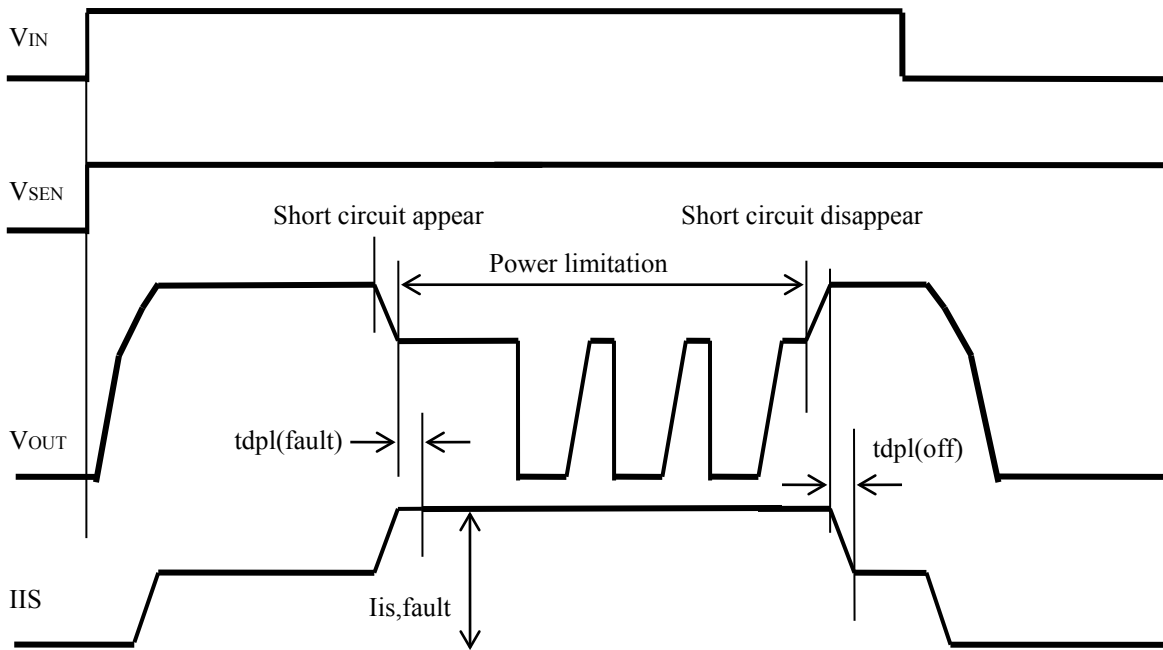 VIN
VSEN
Short circuit appear
Short circuit disappear
Power limitation
VOUT
tdpl(fault)
tdpl(off)
IIS
Iis,fault